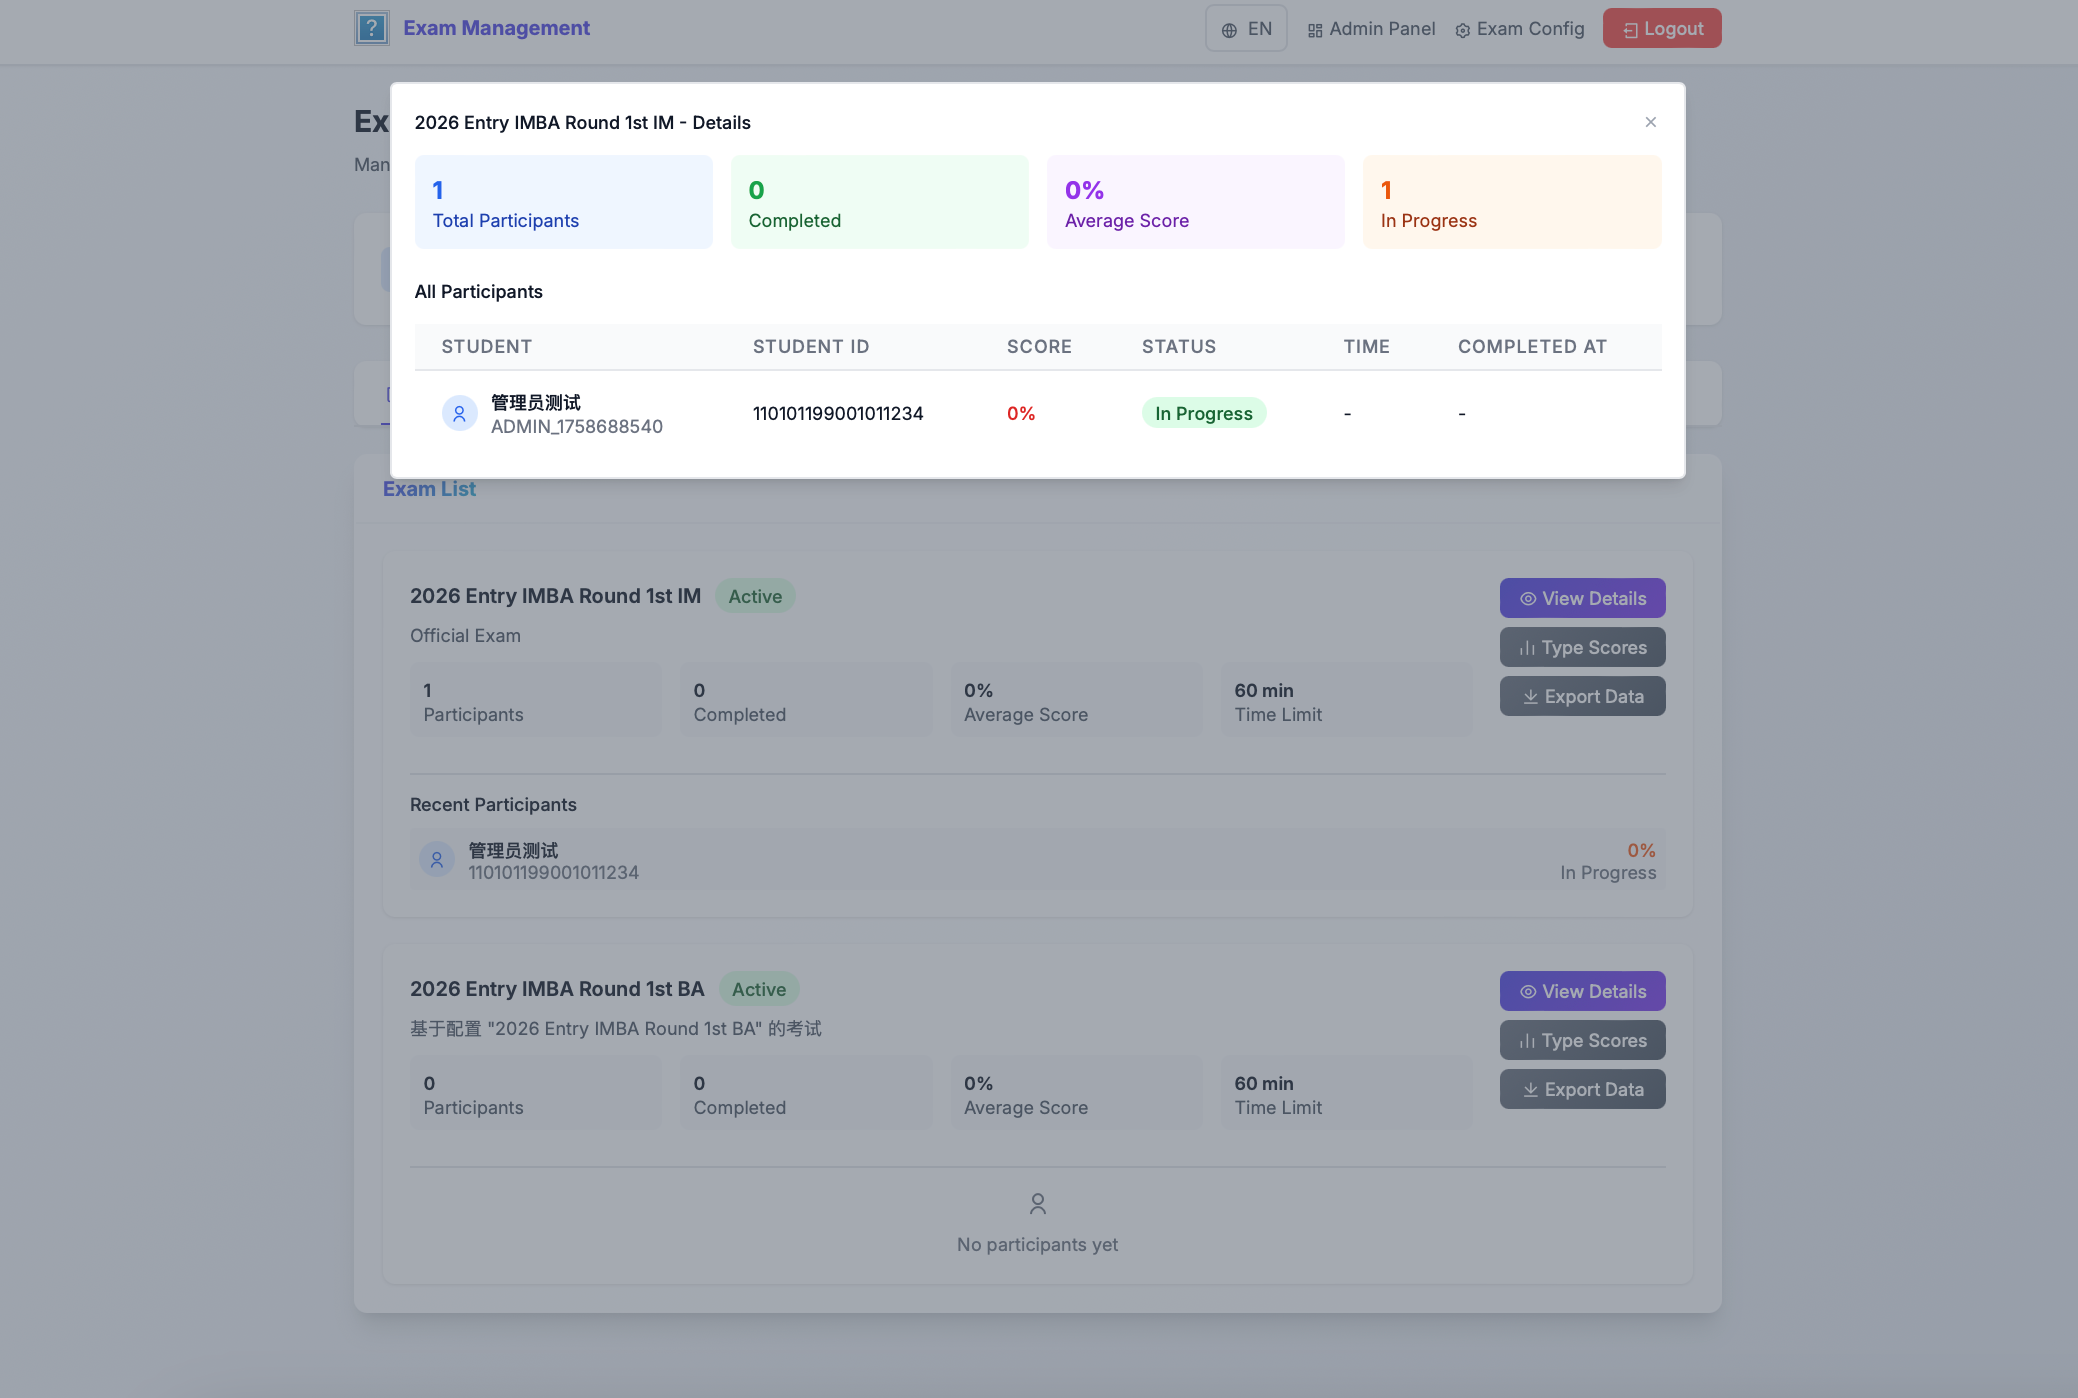 ?
Exam Management
EN
Admin Panel
Exam Config
Logout
Ex
Man
2026 Entry IMBA Round 1st IM - Details
×
1
Total Participants
0
Completed
0%
Average Score
1
In Progress
All Participants
STUDENT STUDENT ID SCORE STATUS TIME COMPLETED AT
管理员测试
ADMIN_1758688540
110101199001011234
0%
In Progress
-
-
Exam List
2026 Entry IMBA Round 1st IM
Active
Official Exam
1
Participants
0
Completed
0%
Average Score
60 min
Time Limit
View Details
Type Scores
Export Data
Recent Participants
管理员测试
110101199001011234
0%
In Progress
2026 Entry IMBA Round 1st BA
Active
基于配置 "2026 Entry IMBA Round 1st BA" 的考试
0
Participants
0
Completed
0%
Average Score
60 min
Time Limit
View Details
Type Scores
Export Data
No participants yet